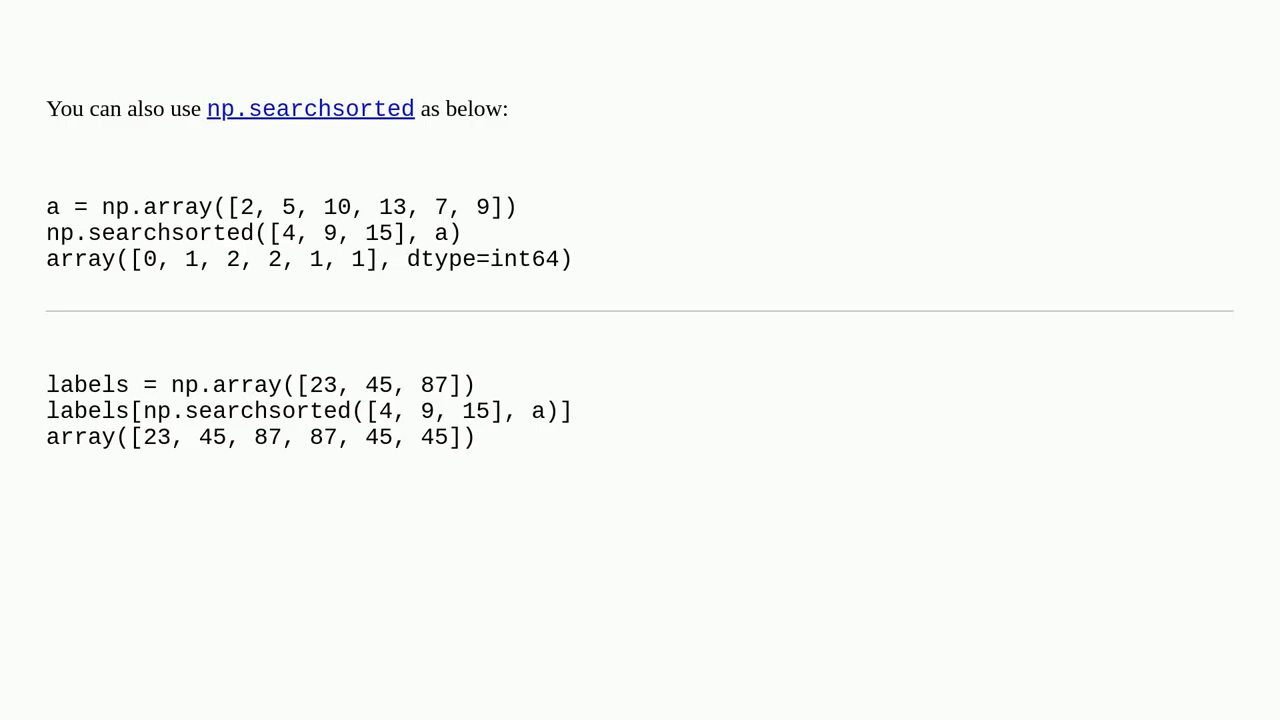 You can also use np.searchsorted as below:
a = np.array([2, 5, 10, 13, 7, 9])
np.searchsorted([4, 9, 15], a)
array([0, 1, 2, 2, 1, 1], dtype=int64)
labels = np.array([23, 45, 87])
labels[np.searchsorted([4, 9, 15], a)]
array([23, 45, 87, 87, 45, 45])